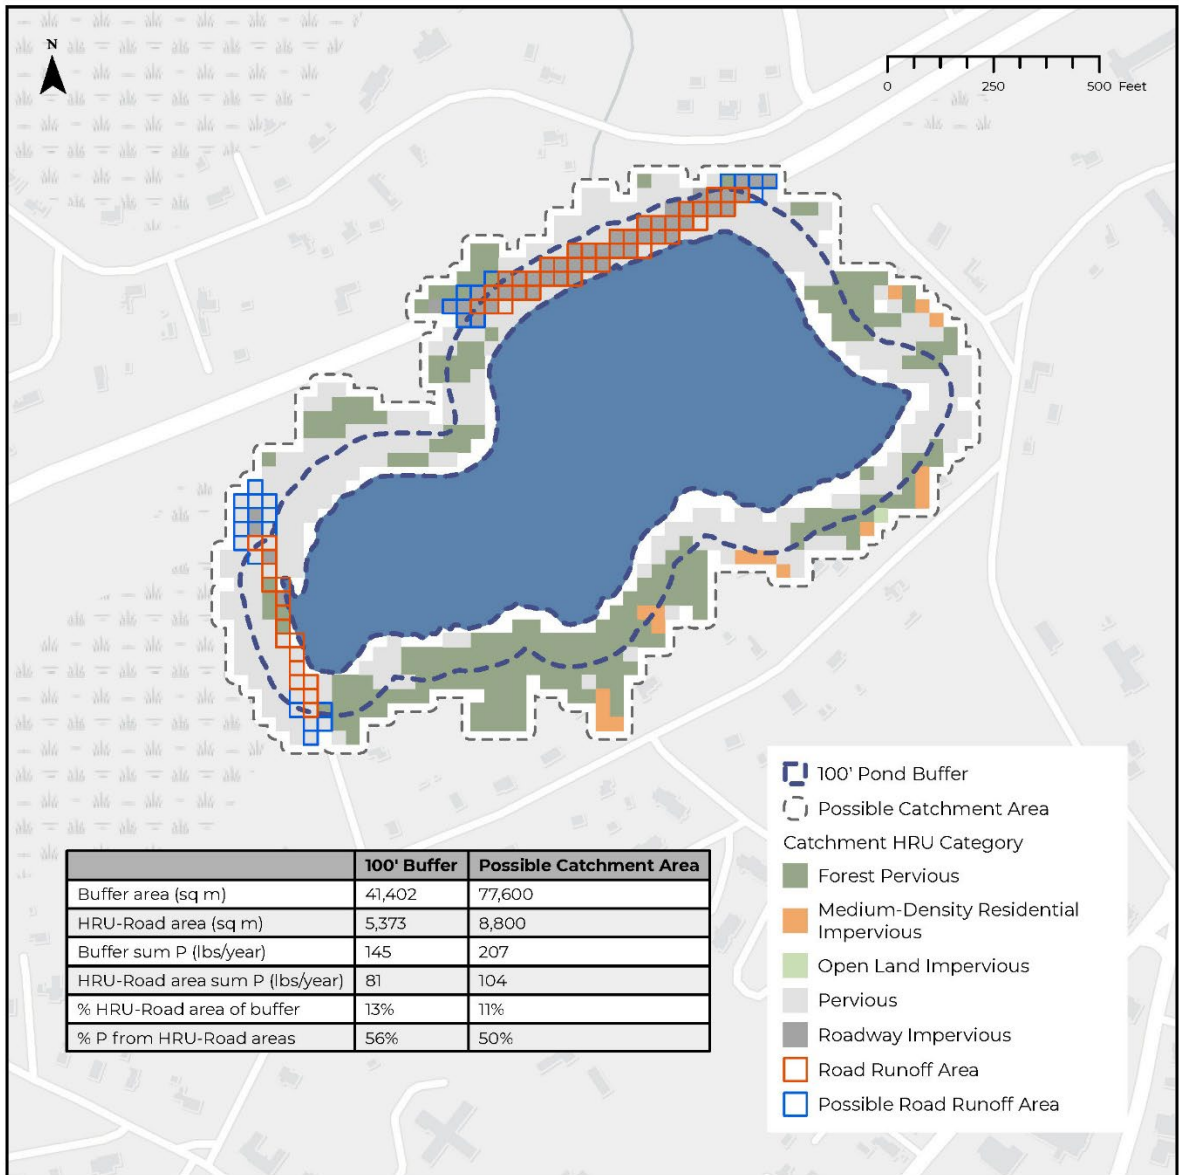 N
0 250 500 Feet
100' Buffer Possible Catchment Area
Buffer area (sq m) 41,402 77,600
HRU-Road area (sq m) 5,373 8,800
Buffer sum P (lbs/year) 145 207
HRU-Road area sum P (lbs/year) 81 104
% HRU-Road area of buffer 13% 11%
% P from HRU-Road areas 56% 50%
100' Pond Buffer
Possible Catchment Area
Catchment HRU Category
Forest Pervious
Medium-Density Residential
Impervious
Open Land Impervious
Pervious
Roadway Impervious
Road Runoff Area
Possible Road Runoff Area